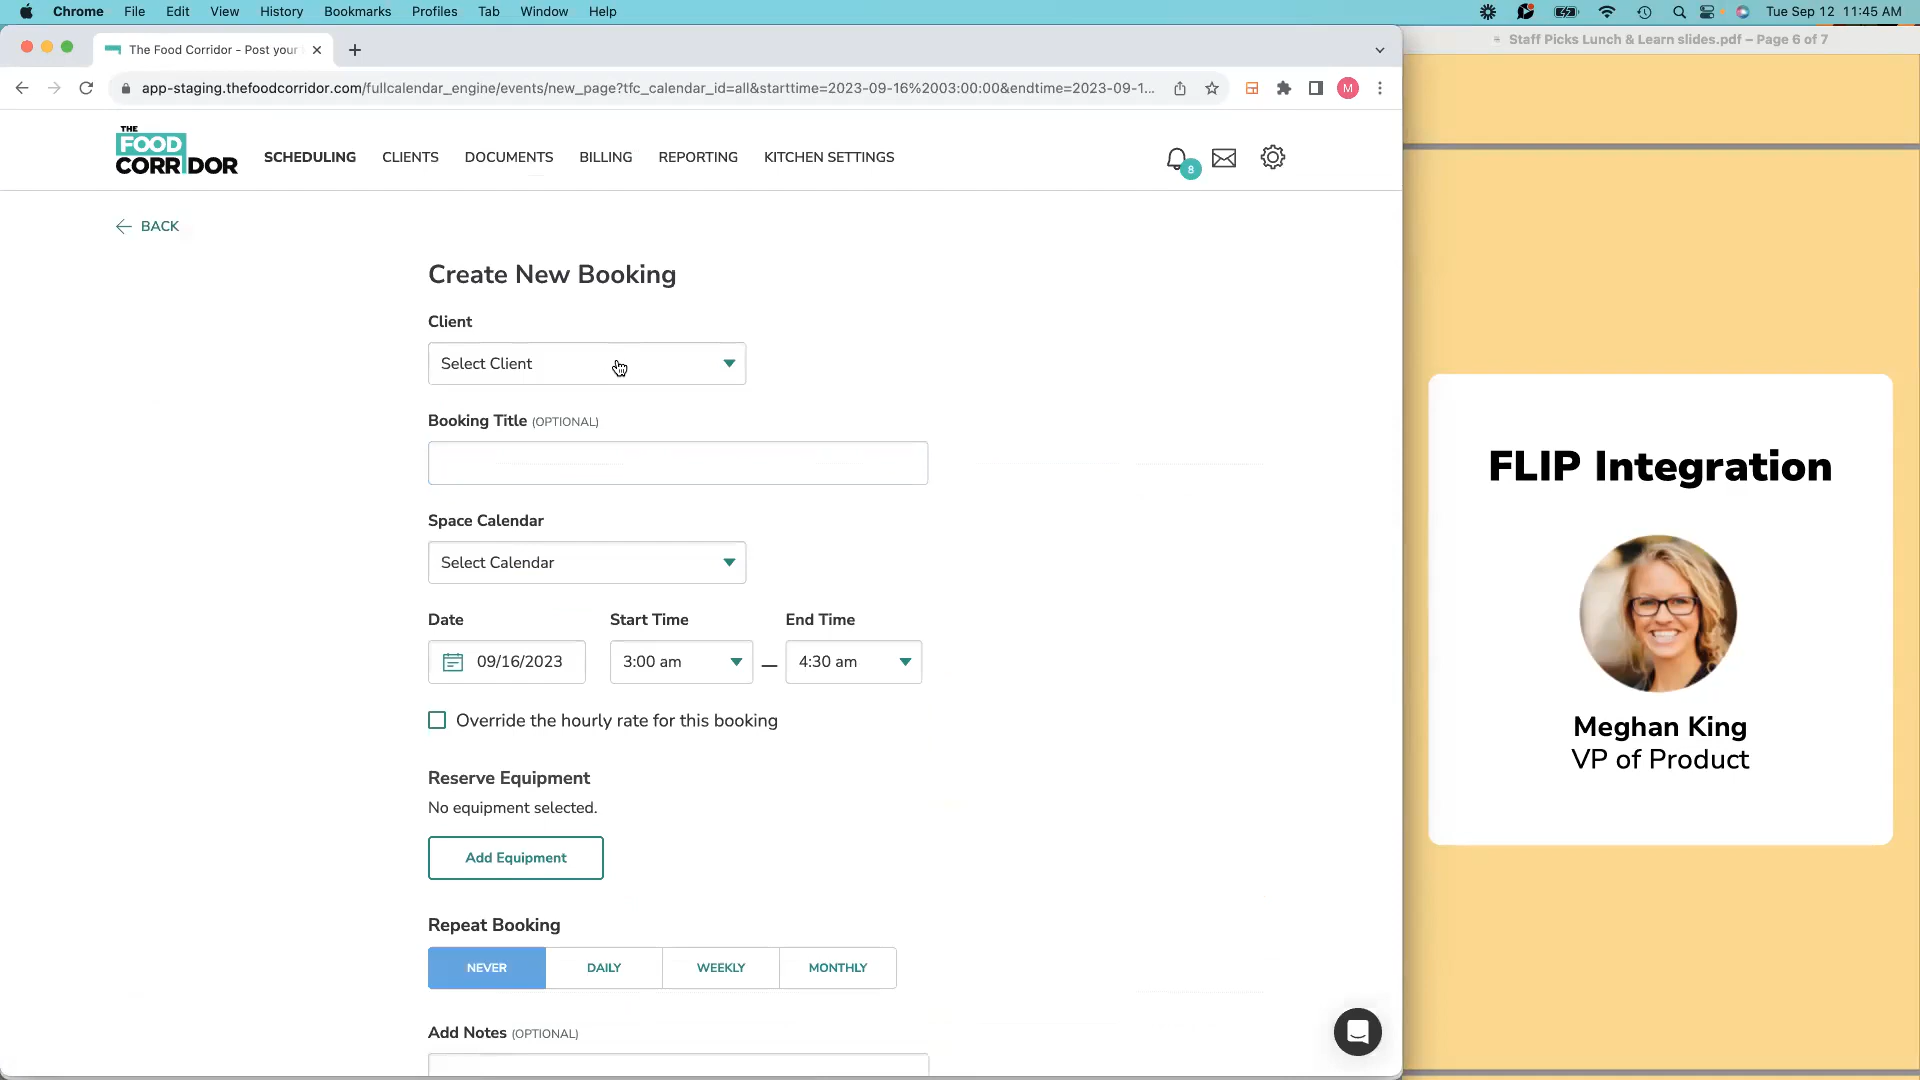 Chrome File Edit View History Bookmarks Profiles Tab Window Help
Tue Sep 12 11:45 AM
The Food Corridor - Post your
Staff Picks Lunch & Learn slides.pdf – Page 6 of 7
app-staging.thefoodcorridor.com/fullcalendar_engine/events/new_page?tfc_calendar_id=all&starttime=2023-09-16%2003:00:00&endtime=2023-09-1...
M
THE
FOOD
CORRIDOR
SCHEDULING CLIENTS DOCUMENTS BILLING REPORTING KITCHEN SETTINGS
8
BACK
Create New Booking
Client
Select Client
Booking Title (OPTIONAL)
Space Calendar
Select Calendar
Date Start Time End Time
09/16/2023 3:00 am — 4:30 am
Override the hourly rate for this booking
Reserve Equipment
No equipment selected.
Add Equipment
Repeat Booking
NEVER DAILY WEEKLY MONTHLY
Add Notes (OPTIONAL)
FLIP Integration
Meghan King
VP of Product